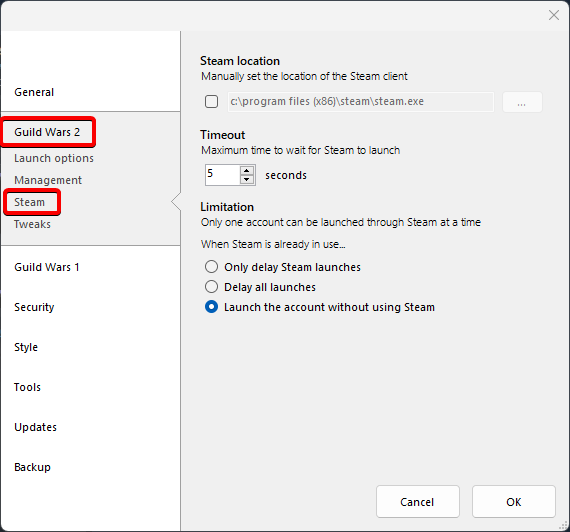 General
Guild Wars 2
Launch options
Management
Steam
Tweaks
Guild Wars 1
Security
Style
Tools
Updates
Backup
Steam location
Manually set the location of the Steam client
c:\program files (x86)\steam\steam.exe
...
Timeout
Maximum time to wait for Steam to launch
5 seconds
Limitation
Only one account can be launched through Steam at a time
When Steam is already in use...
Only delay Steam launches
Delay all launches
Launch the account without using Steam
Cancel
OK